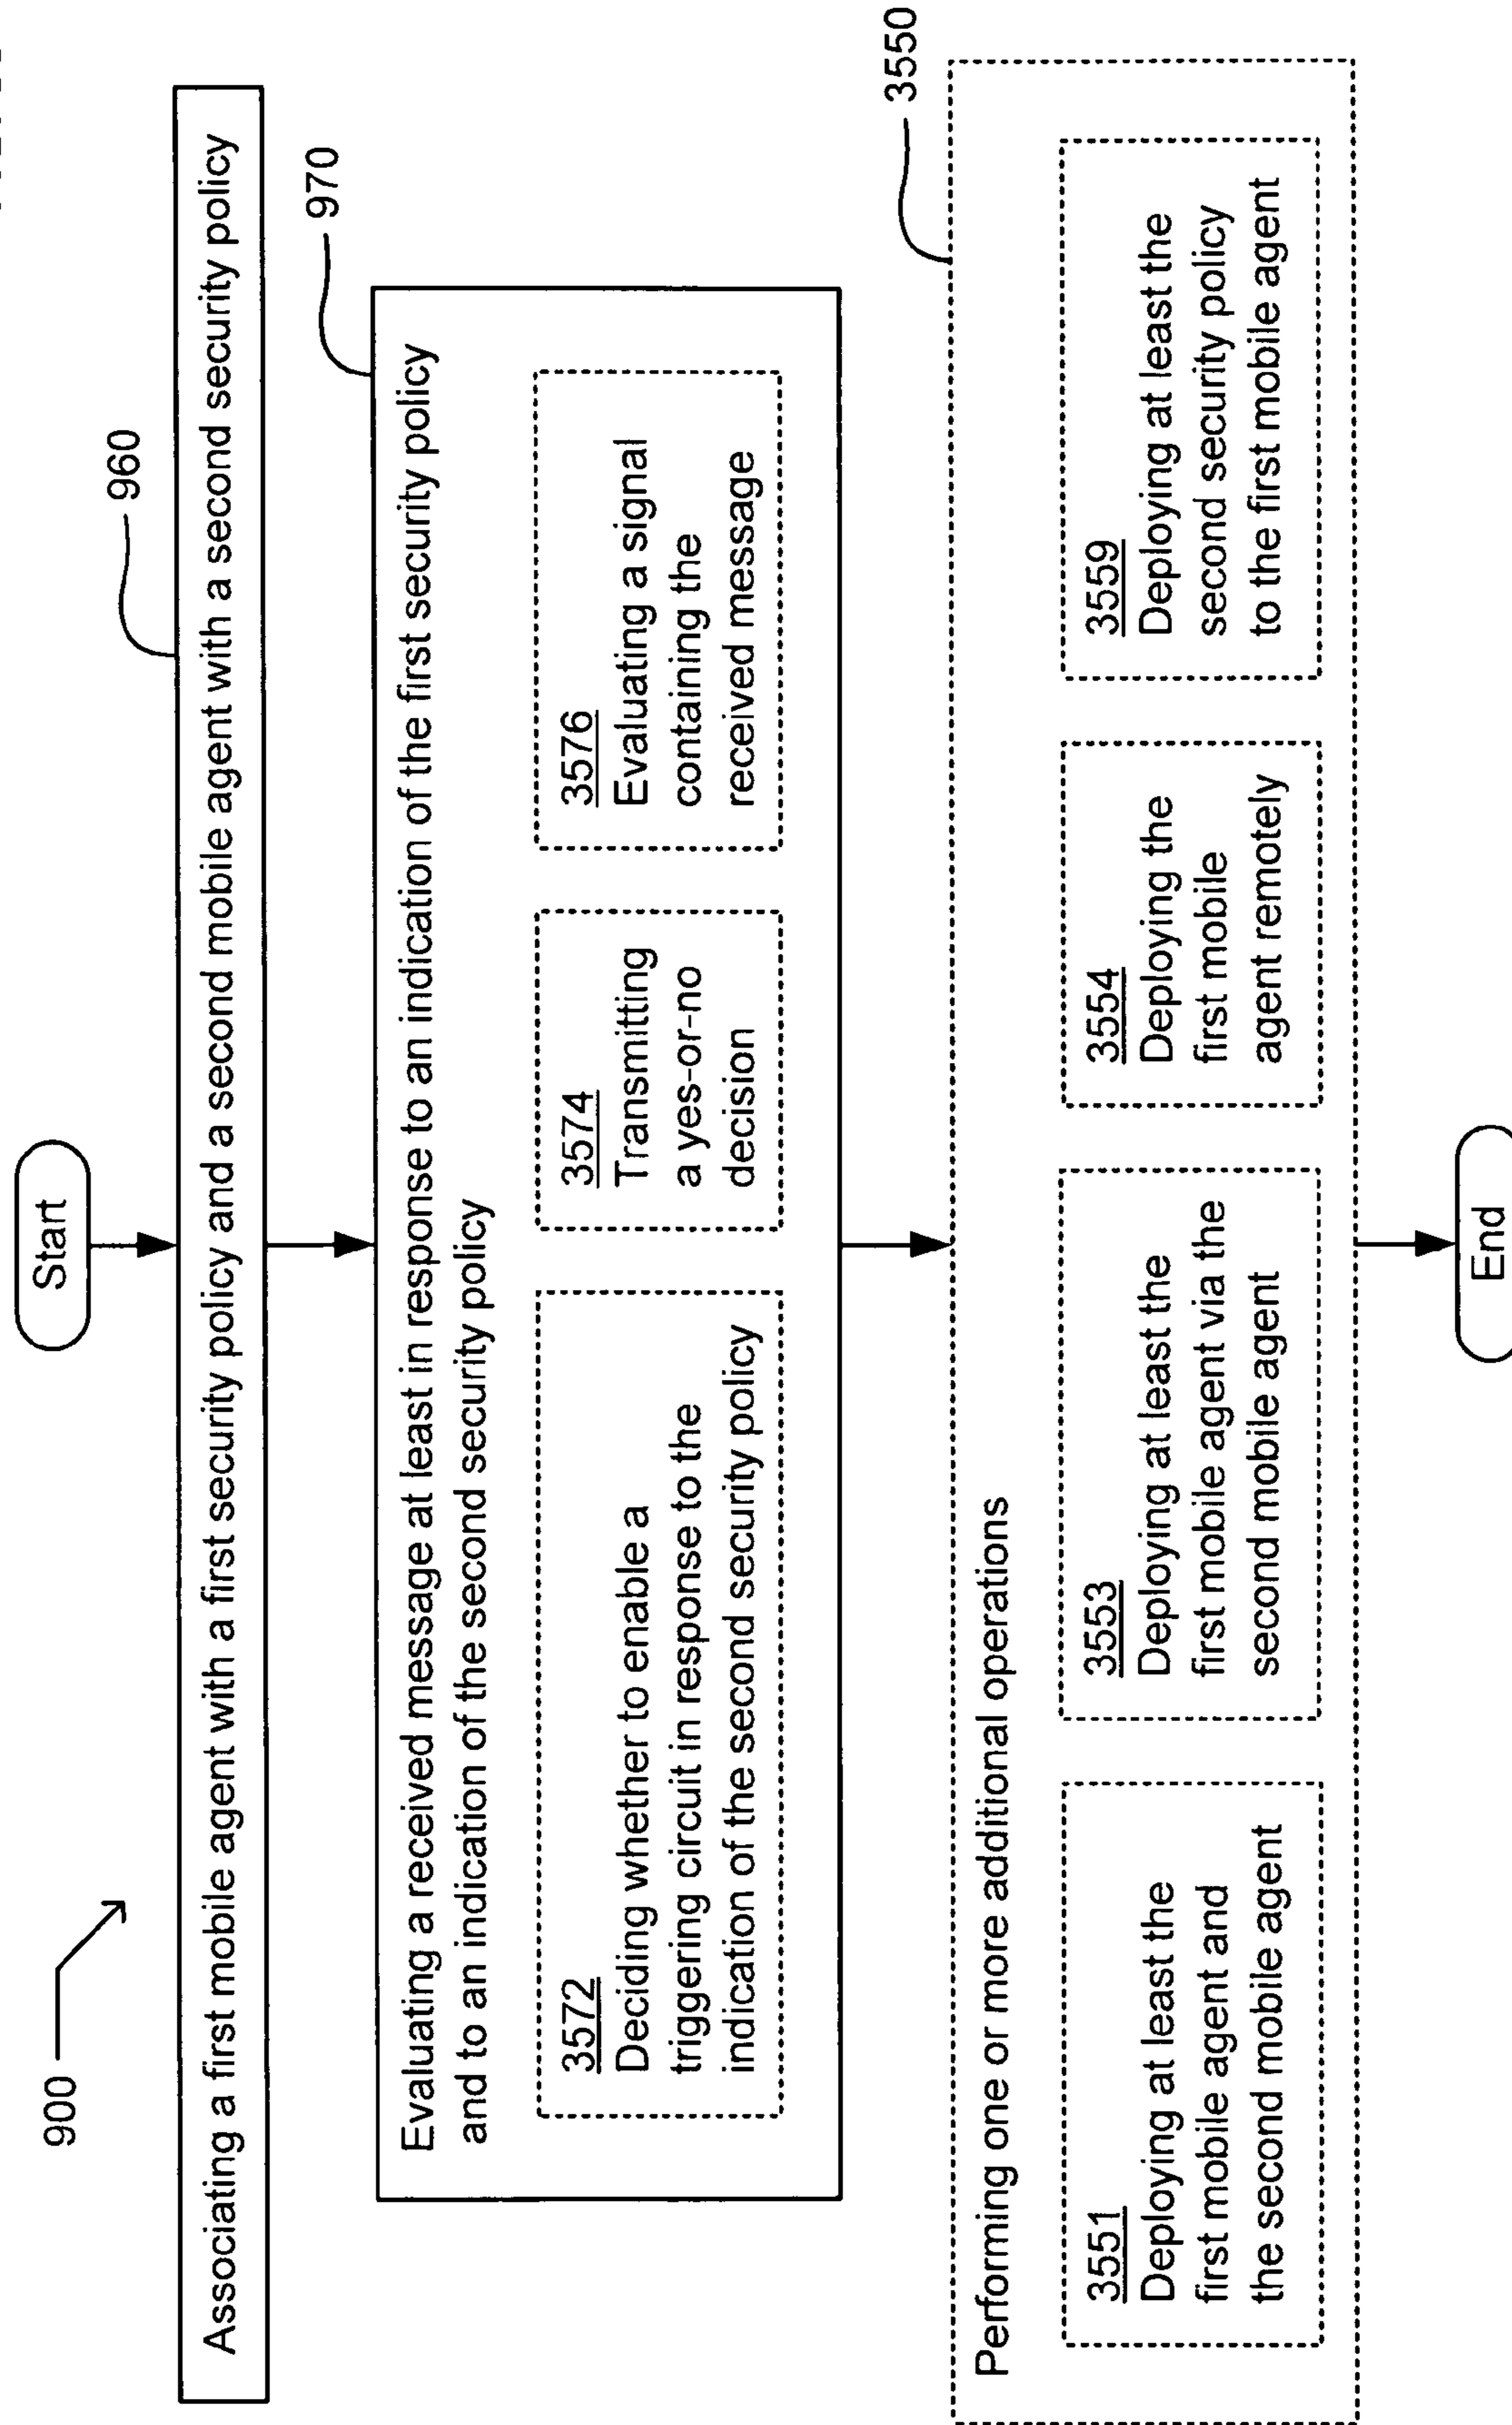 900
Start
960
Associating a first mobile agent with a first security policy and a second mobile agent with a second security policy
970
Evaluating a received message at least in response to an indication of the first security policy
and to an indication of the second security policy
3572
Deciding whether to enable a
triggering circuit in response to the
indication of the second security policy
3574
Transmitting
a yes-or-no
decision
3576
Evaluating a signal
containing the
received message
3550
Performing one or more additional operations
3551
Deploying at least the
first mobile agent and
the second mobile agent
3553
Deploying at least the
first mobile agent via the
second mobile agent
3554
Deploying the
first mobile
agent remotely
3559
Deploying at least the
second security policy
to the first mobile agent
End